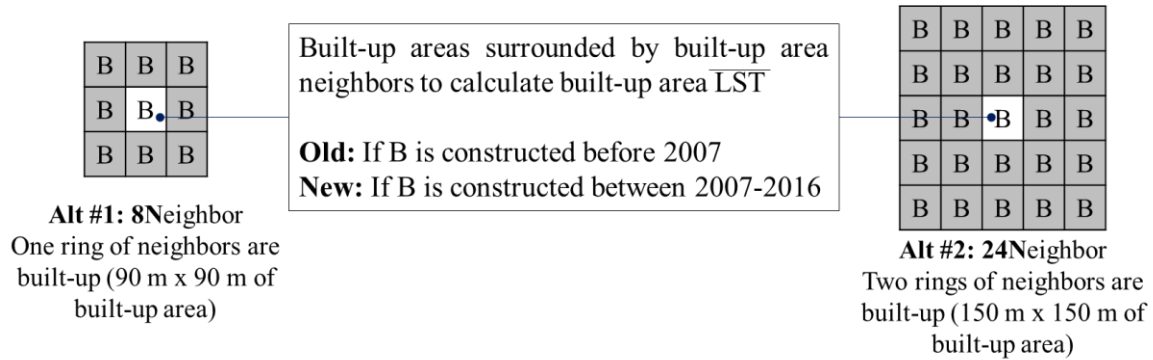 B B B
B B B
B B B
Alt #1: 8Neighbor
One ring of neighbors are
built-up (90 m x 90 m of
built-up area)
Built-up areas surrounded by built-up area
neighbors to calculate built-up area LST
Old: If B is constructed before 2007
New: If B is constructed between 2007-2016
B B B B B
B B B B B
B B B B B
B B B B B
B B B B B
Alt #2: 24Neighbor
Two rings of neighbors are
built-up (150 m x 150 m of
built-up area)